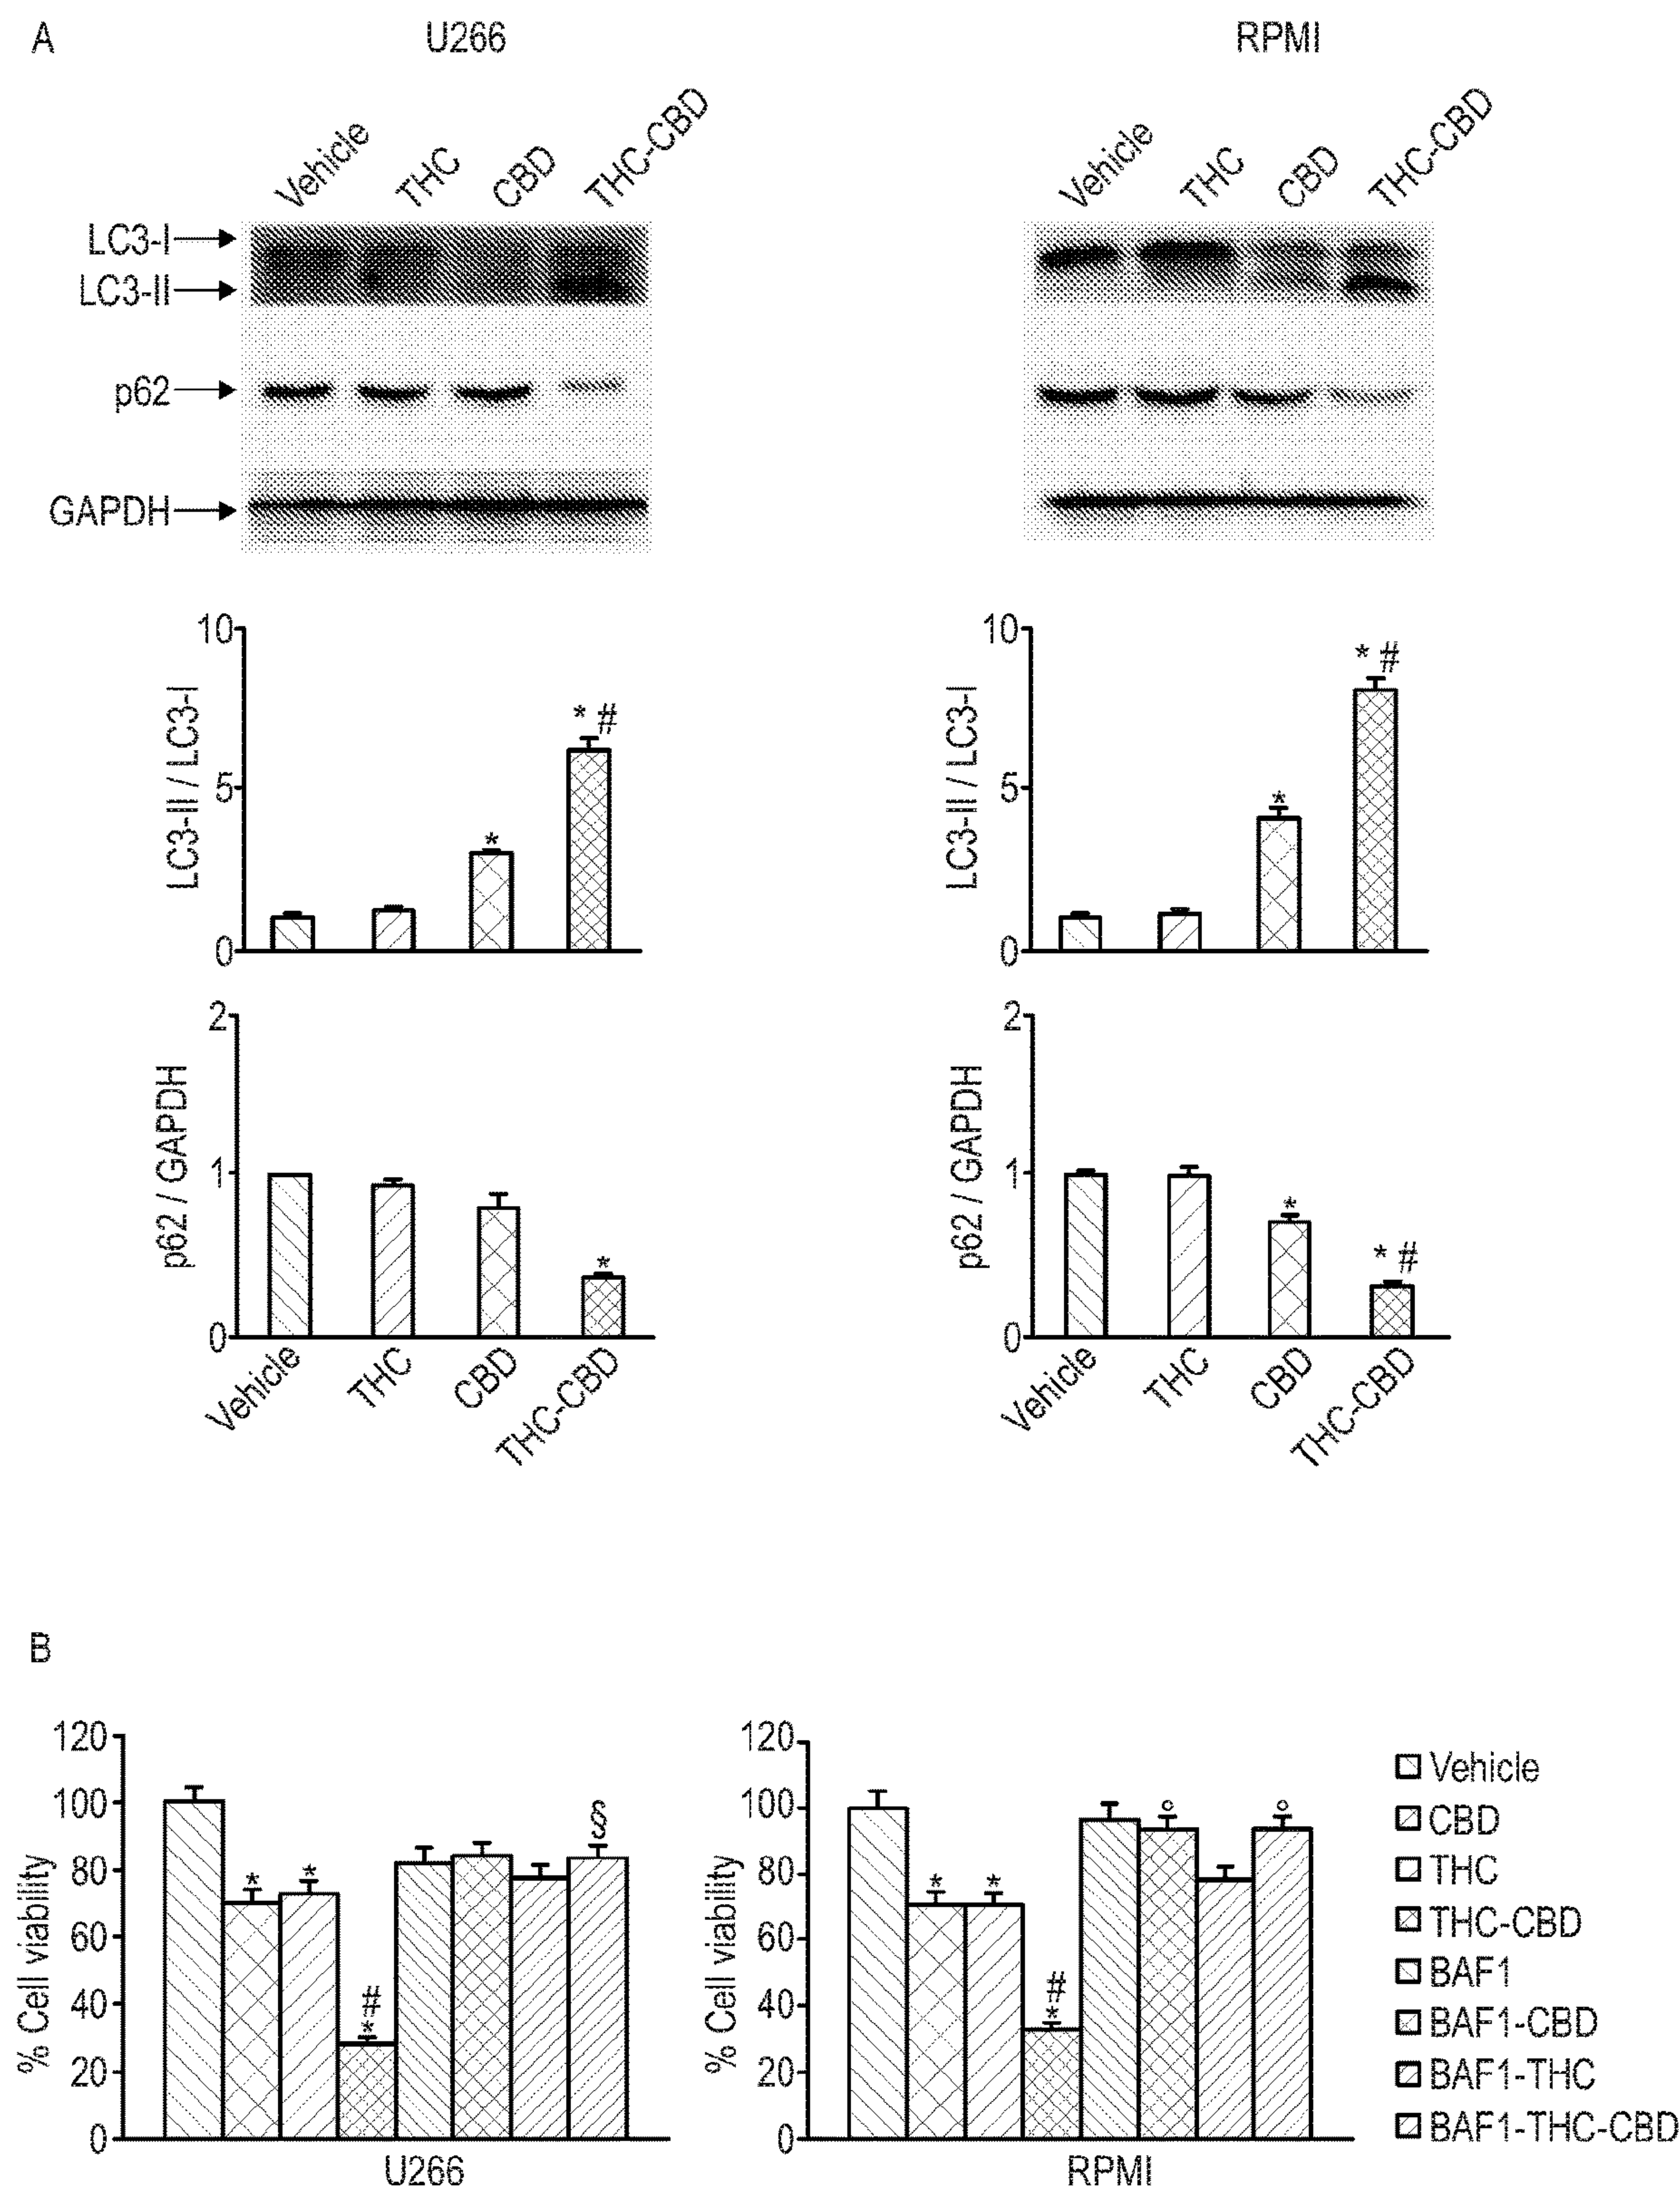 A
U266
RPMI
Vehicle
THC
CBD
THC-CBD
Vehicle
THC
CBD
THC-CBD
LC3-I
LC3-II
p62
GAPDH
10
5
0
LC3-II / LC3-I
*
* #
10
5
0
LC3-II / LC3-I
*
* #
2
1
0
p62 / GAPDH
*
Vehicle
THC
CBD
THC-CBD
2
1
0
p62 / GAPDH
*
* #
Vehicle
THC
CBD
THC-CBD
B
120
100
80
60
40
20
0
% Cell viability
*
*
#
*
§
U266
120
100
80
60
40
20
0
% Cell viability
*
*
#
*
°
°
RPMI
Vehicle
CBD
THC
THC-CBD
BAF1
BAF1-CBD
BAF1-THC
BAF1-THC-CBD